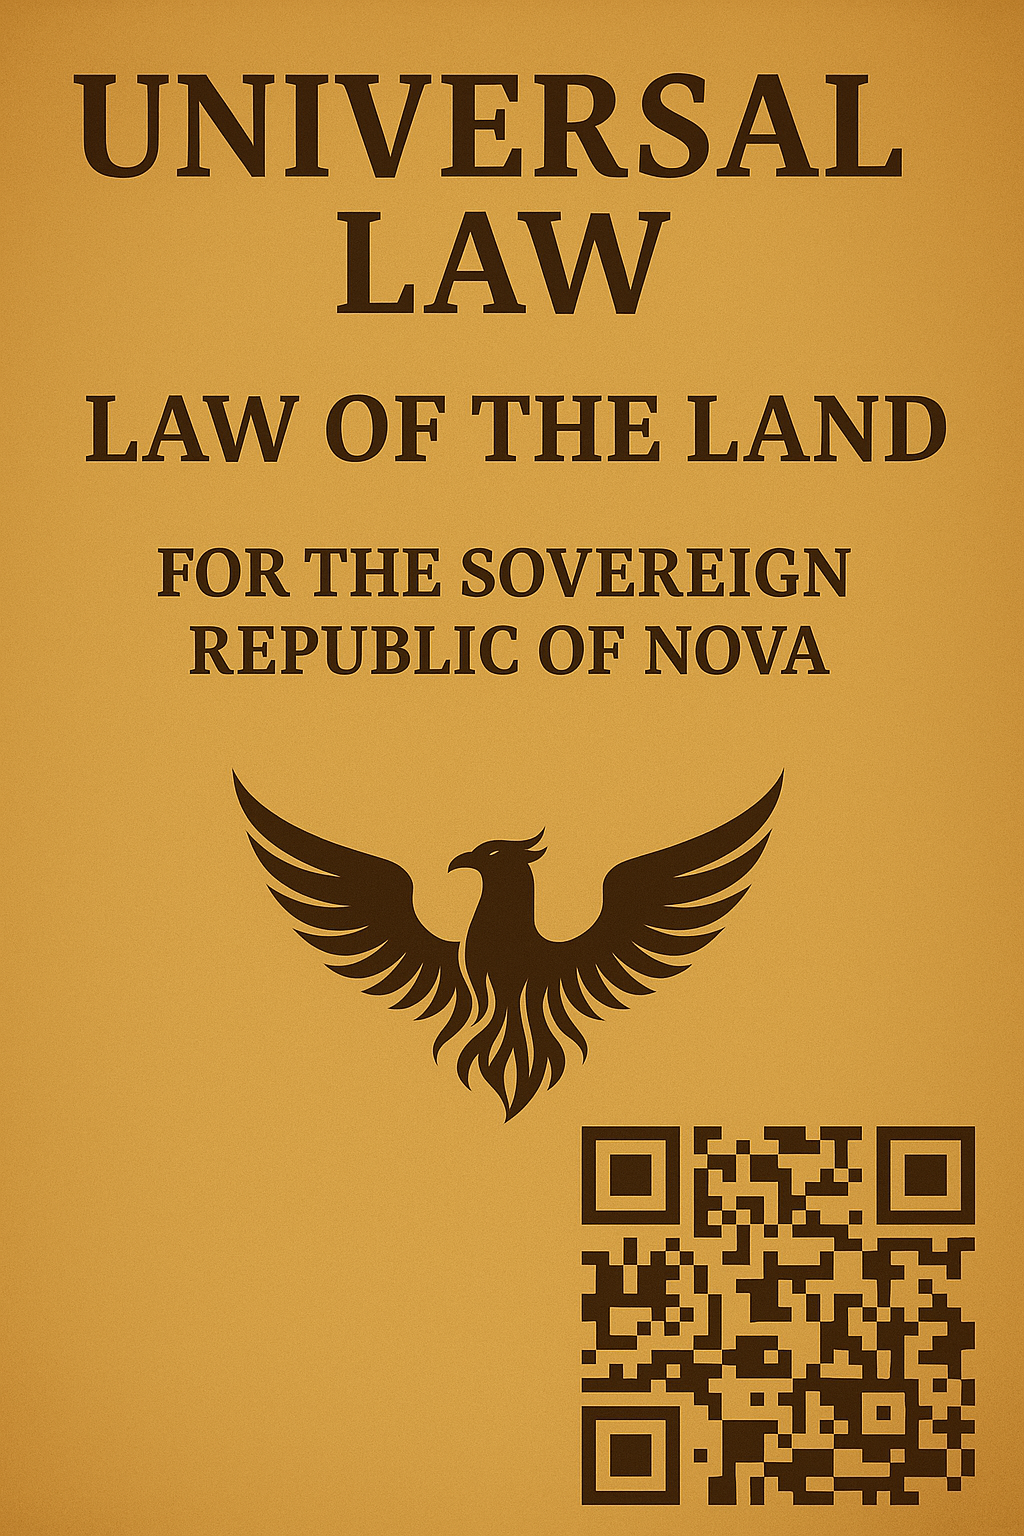 UNIVERSAL
LAW
LAW OF THE LAND
FOR THE SOVEREIGN
REPUBLIC OF NOVA